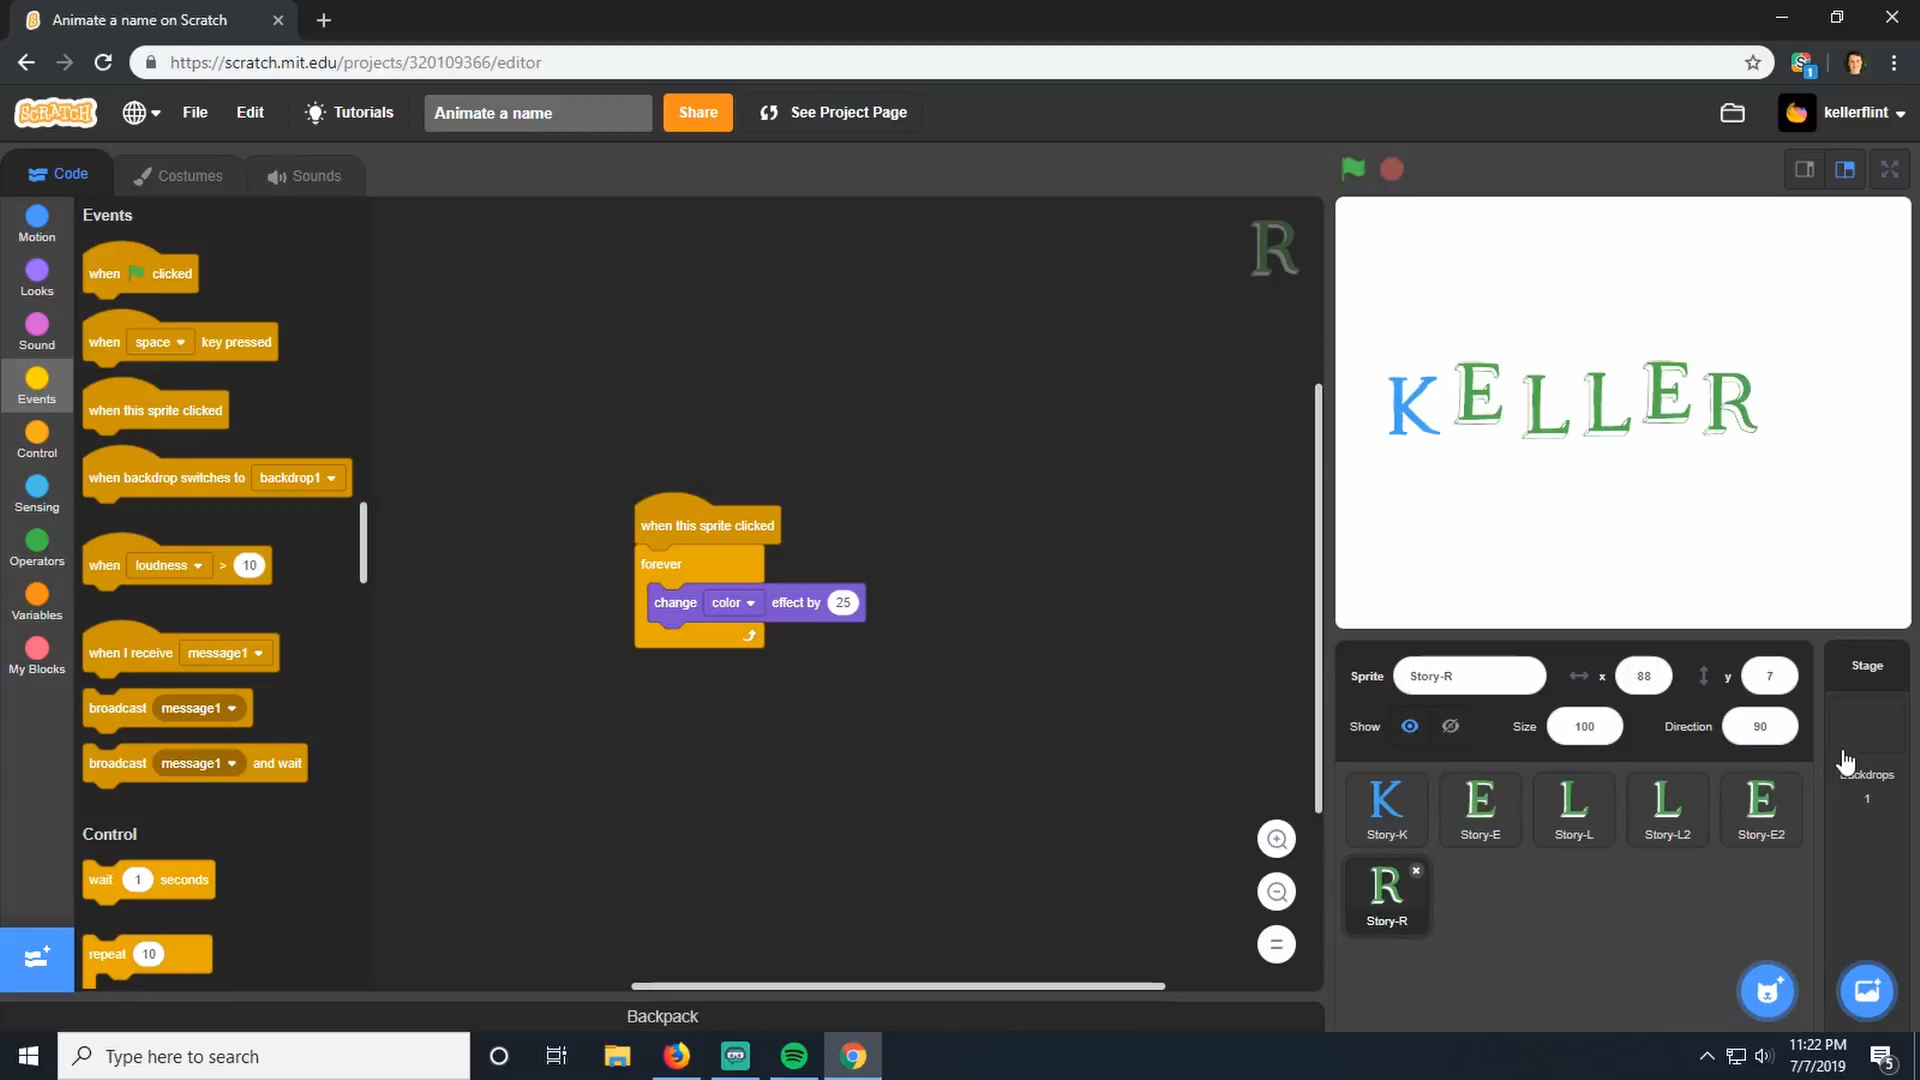 Animate a name on Scratch
https://scratch.mit.edu/projects/320109366/editor
1
SCRATCH
File
Edit
Tutorials
Animate a name
Share
See Project Page
kellerflint
Code
Costumes
Sounds
Motion
Looks
Sound
Events
Control
Sensing
Operators
Variables
My Blocks
Events
when clicked
when space key pressed
when this sprite clicked
when backdrop switches to backdrop1
when loudness > 10
when I receive message1
broadcast message1
broadcast message1 and wait
Control
wait 1 seconds
repeat 10
R
when this sprite clicked
forever
change color effect by 25
Backpack
KELLER
Sprite Story-R x 88 y 7
Show Size 100 Direction 90
K E L L E
Story-K Story-E Story-L Story-L2 Story-E2
R
Story-R
Stage
1
Type here to search
11:22 PM
7/7/2019
5